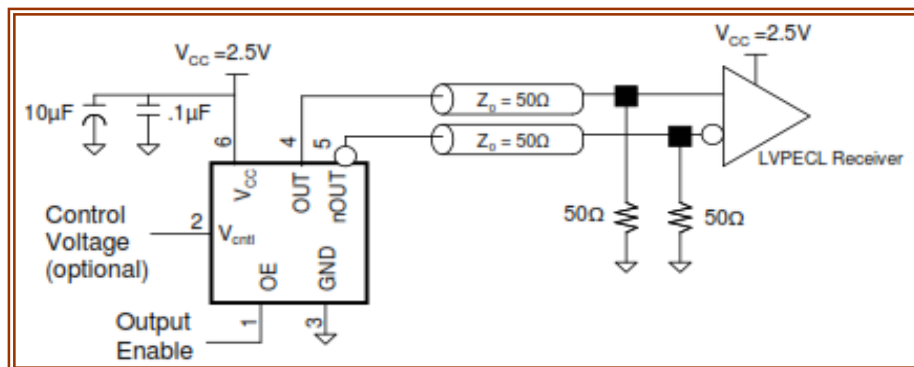 VCC =2.5V
VCC =2.5V
10µF
.1µF
6
4
5
Zo = 50Ω
Zo = 50Ω
LVPECL Receiver
VCC
OUT
nOUT
50Ω
50Ω
Control
Voltage
(optional)
2
Vcntl
OE
GND
Output
Enable
1
3